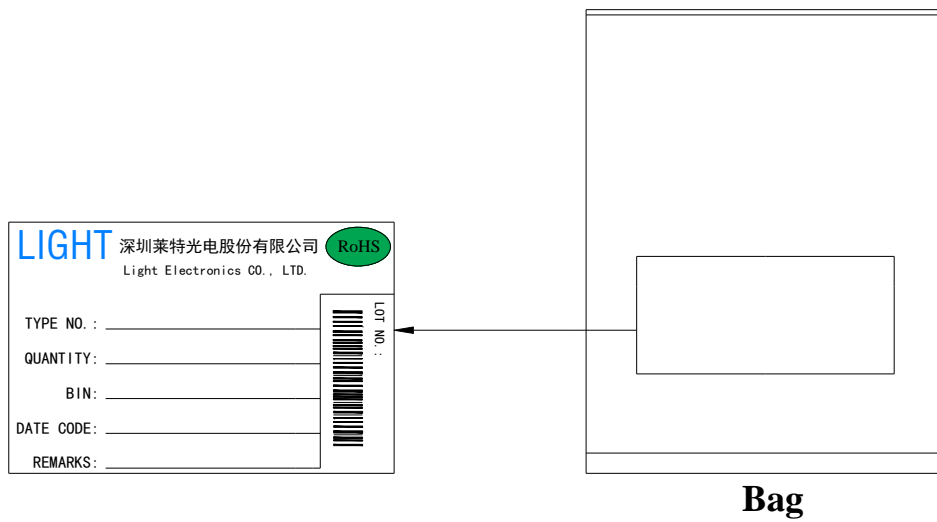 LIGHT 深圳莱特光电股份有限公司 RoHS
Light Electronics CO., LTD.
LOT NO.:
TYPE NO.:
QUANTITY:
BIN:
DATE CODE:
REMARKS:
Bag